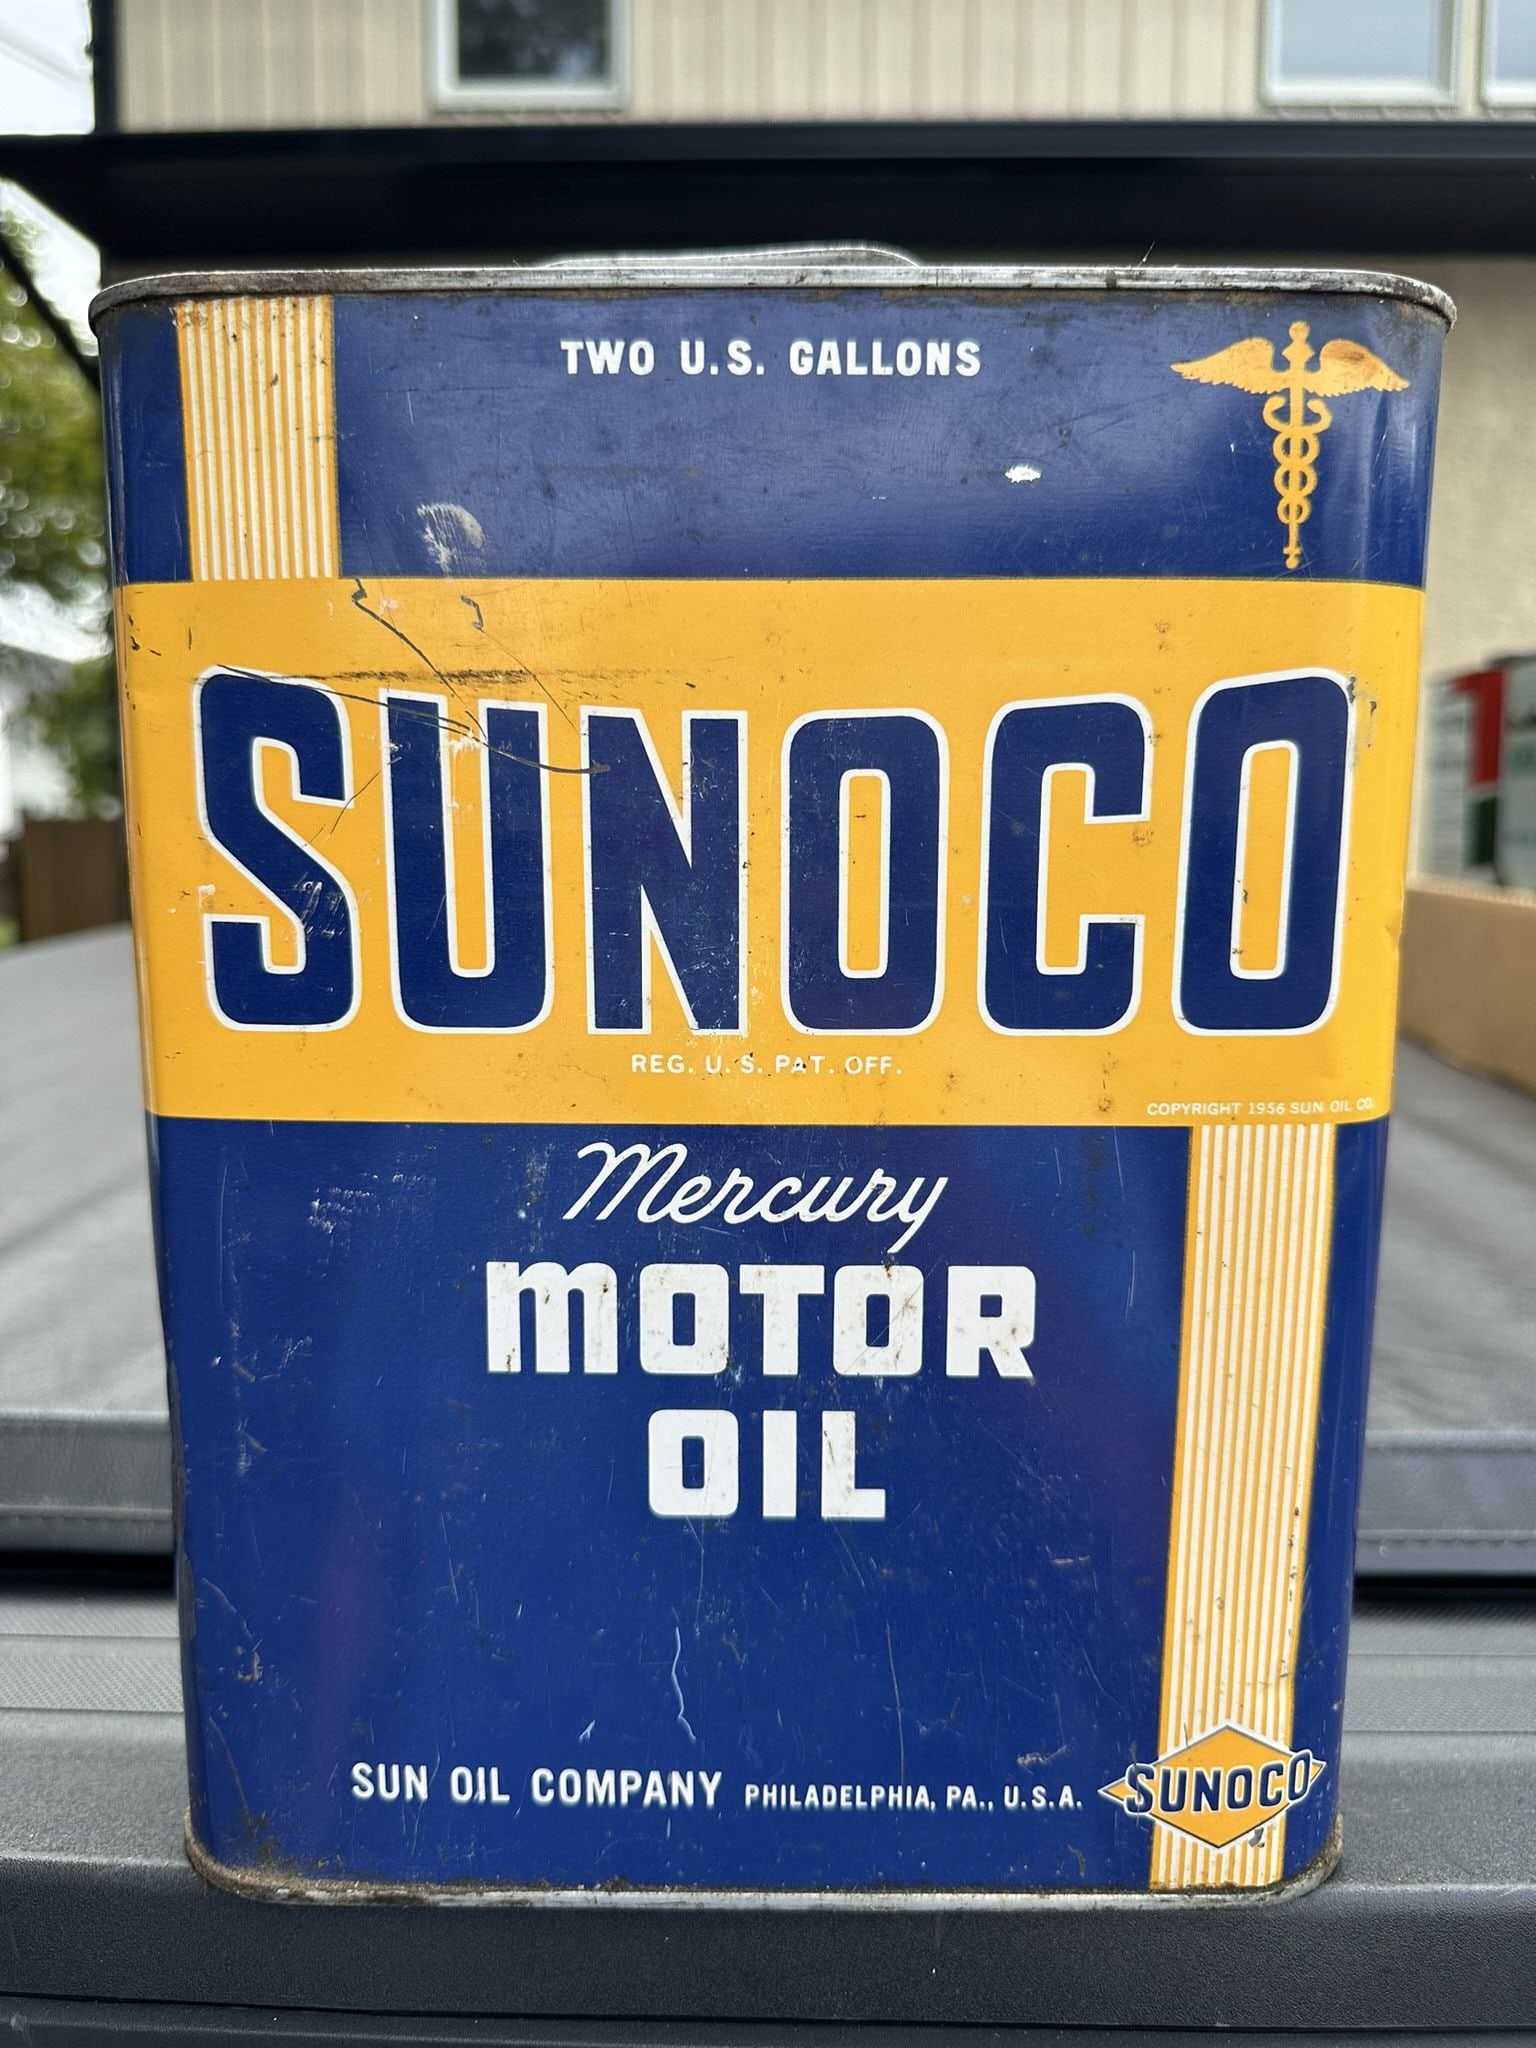 TWO U.S. GALLONS
SUNOCO
REG. U.S. PAT. OFF.
COPYRIGHT 1956 SUN OIL CO.
Mercury
MOTOR
OIL
SUN OIL COMPANY PHILADELPHIA, PA., U.S.A.
SUNOCO